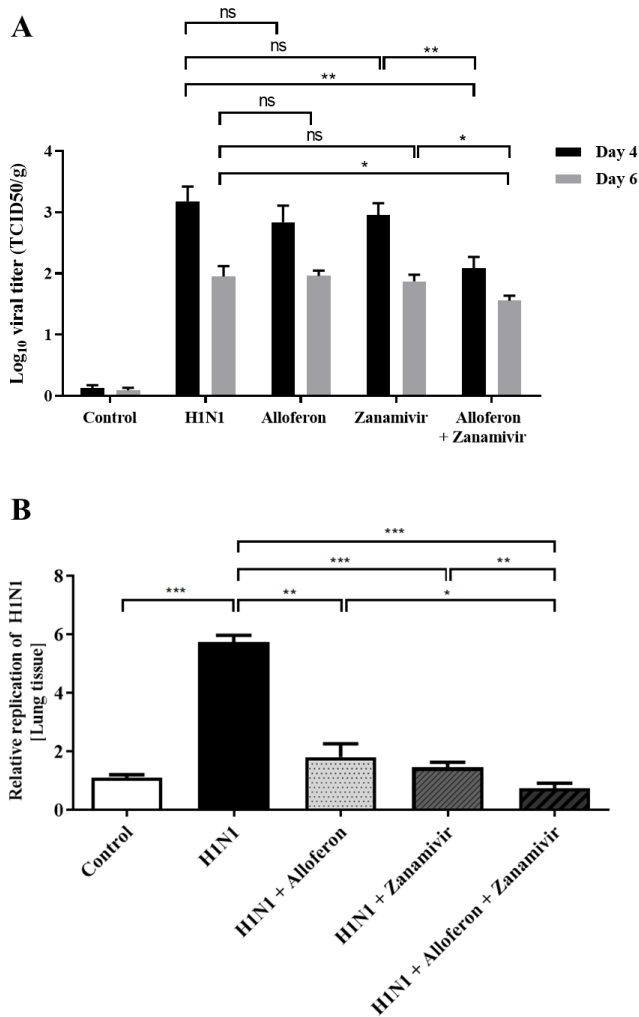 A
ns
ns
**
**
ns
ns
*
*
Day 4
Day 6
Log10 viral titer (TCID50/g)
4
3
2
1
0
Control
H1N1
Alloferon
Zanamivir
Alloferon
+ Zanamivir
B
***
***
**
***
**
*
Relative replication of H1N1
[Lung tissue]
8
6
4
2
0
Control
H1N1
H1N1 + Alloferon
H1N1 + Zanamivir
H1N1 + Alloferon + Zanamivir